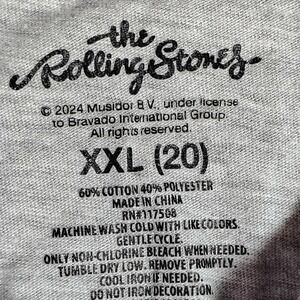 the
Rolling Stones
© 2024 Musidor B.V., under license
to Bravado International Group.
All rights reserved.
XXL (20)
60% COTTON 40% POLYESTER
MADE IN CHINA
RN#117508
MACHINE WASH COLD WITH LIKE COLORS.
GENTLE CYCLE.
ONLY NON-CHLORINE BLEACH WHEN NEEDED.
TUMBLE DRY LOW. REMOVE PROMPTLY.
COOL IRON IF NEEDED.
DO NOT IRON DECORATION.